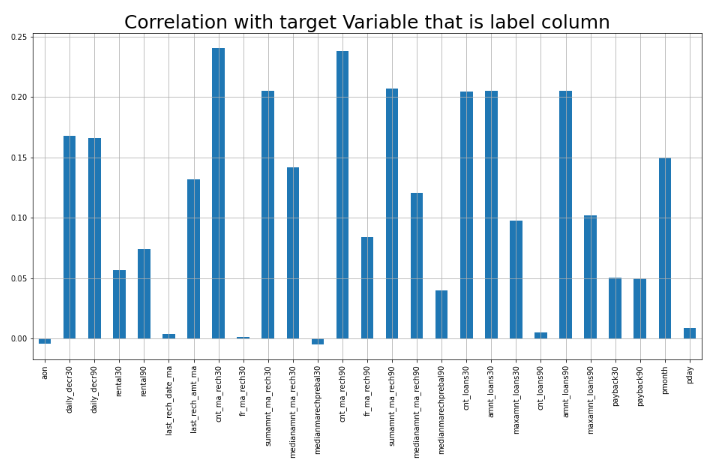 Correlation with target Variable that is label column
0.25
0.20
0.15
0.10
0.05
0.00
aon
daily_decr30
daily_decr90
rental30
rental90
last_rech_date_ma
last_rech_amt_ma
cnt_ma_rech30
fr_ma_rech30
sumamnt_ma_rech30
medianamnt_ma_rech30
medianmarechprebal30
cnt_ma_rech90
fr_ma_rech90
sumamnt_ma_rech90
medianamnt_ma_rech90
medianmarechprebal90
cnt_loans30
amnt_loans30
maxamnt_loans30
cnt_loans90
amnt_loans90
maxamnt_loans90
payback30
payback90
pmonth
pday